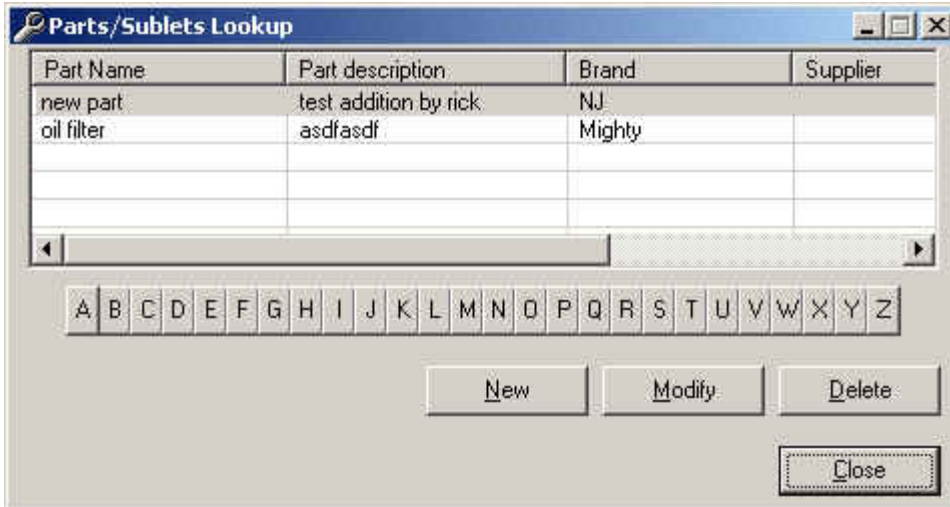 Parts/Sublets Lookup
Part Name Part description Brand Supplier
new part test addition by rick NJ
oil filter asdfasdf Mighty
A B C D E F G H I J K L M N O P Q R S T U V W X Y Z
New Modify Delete
Close